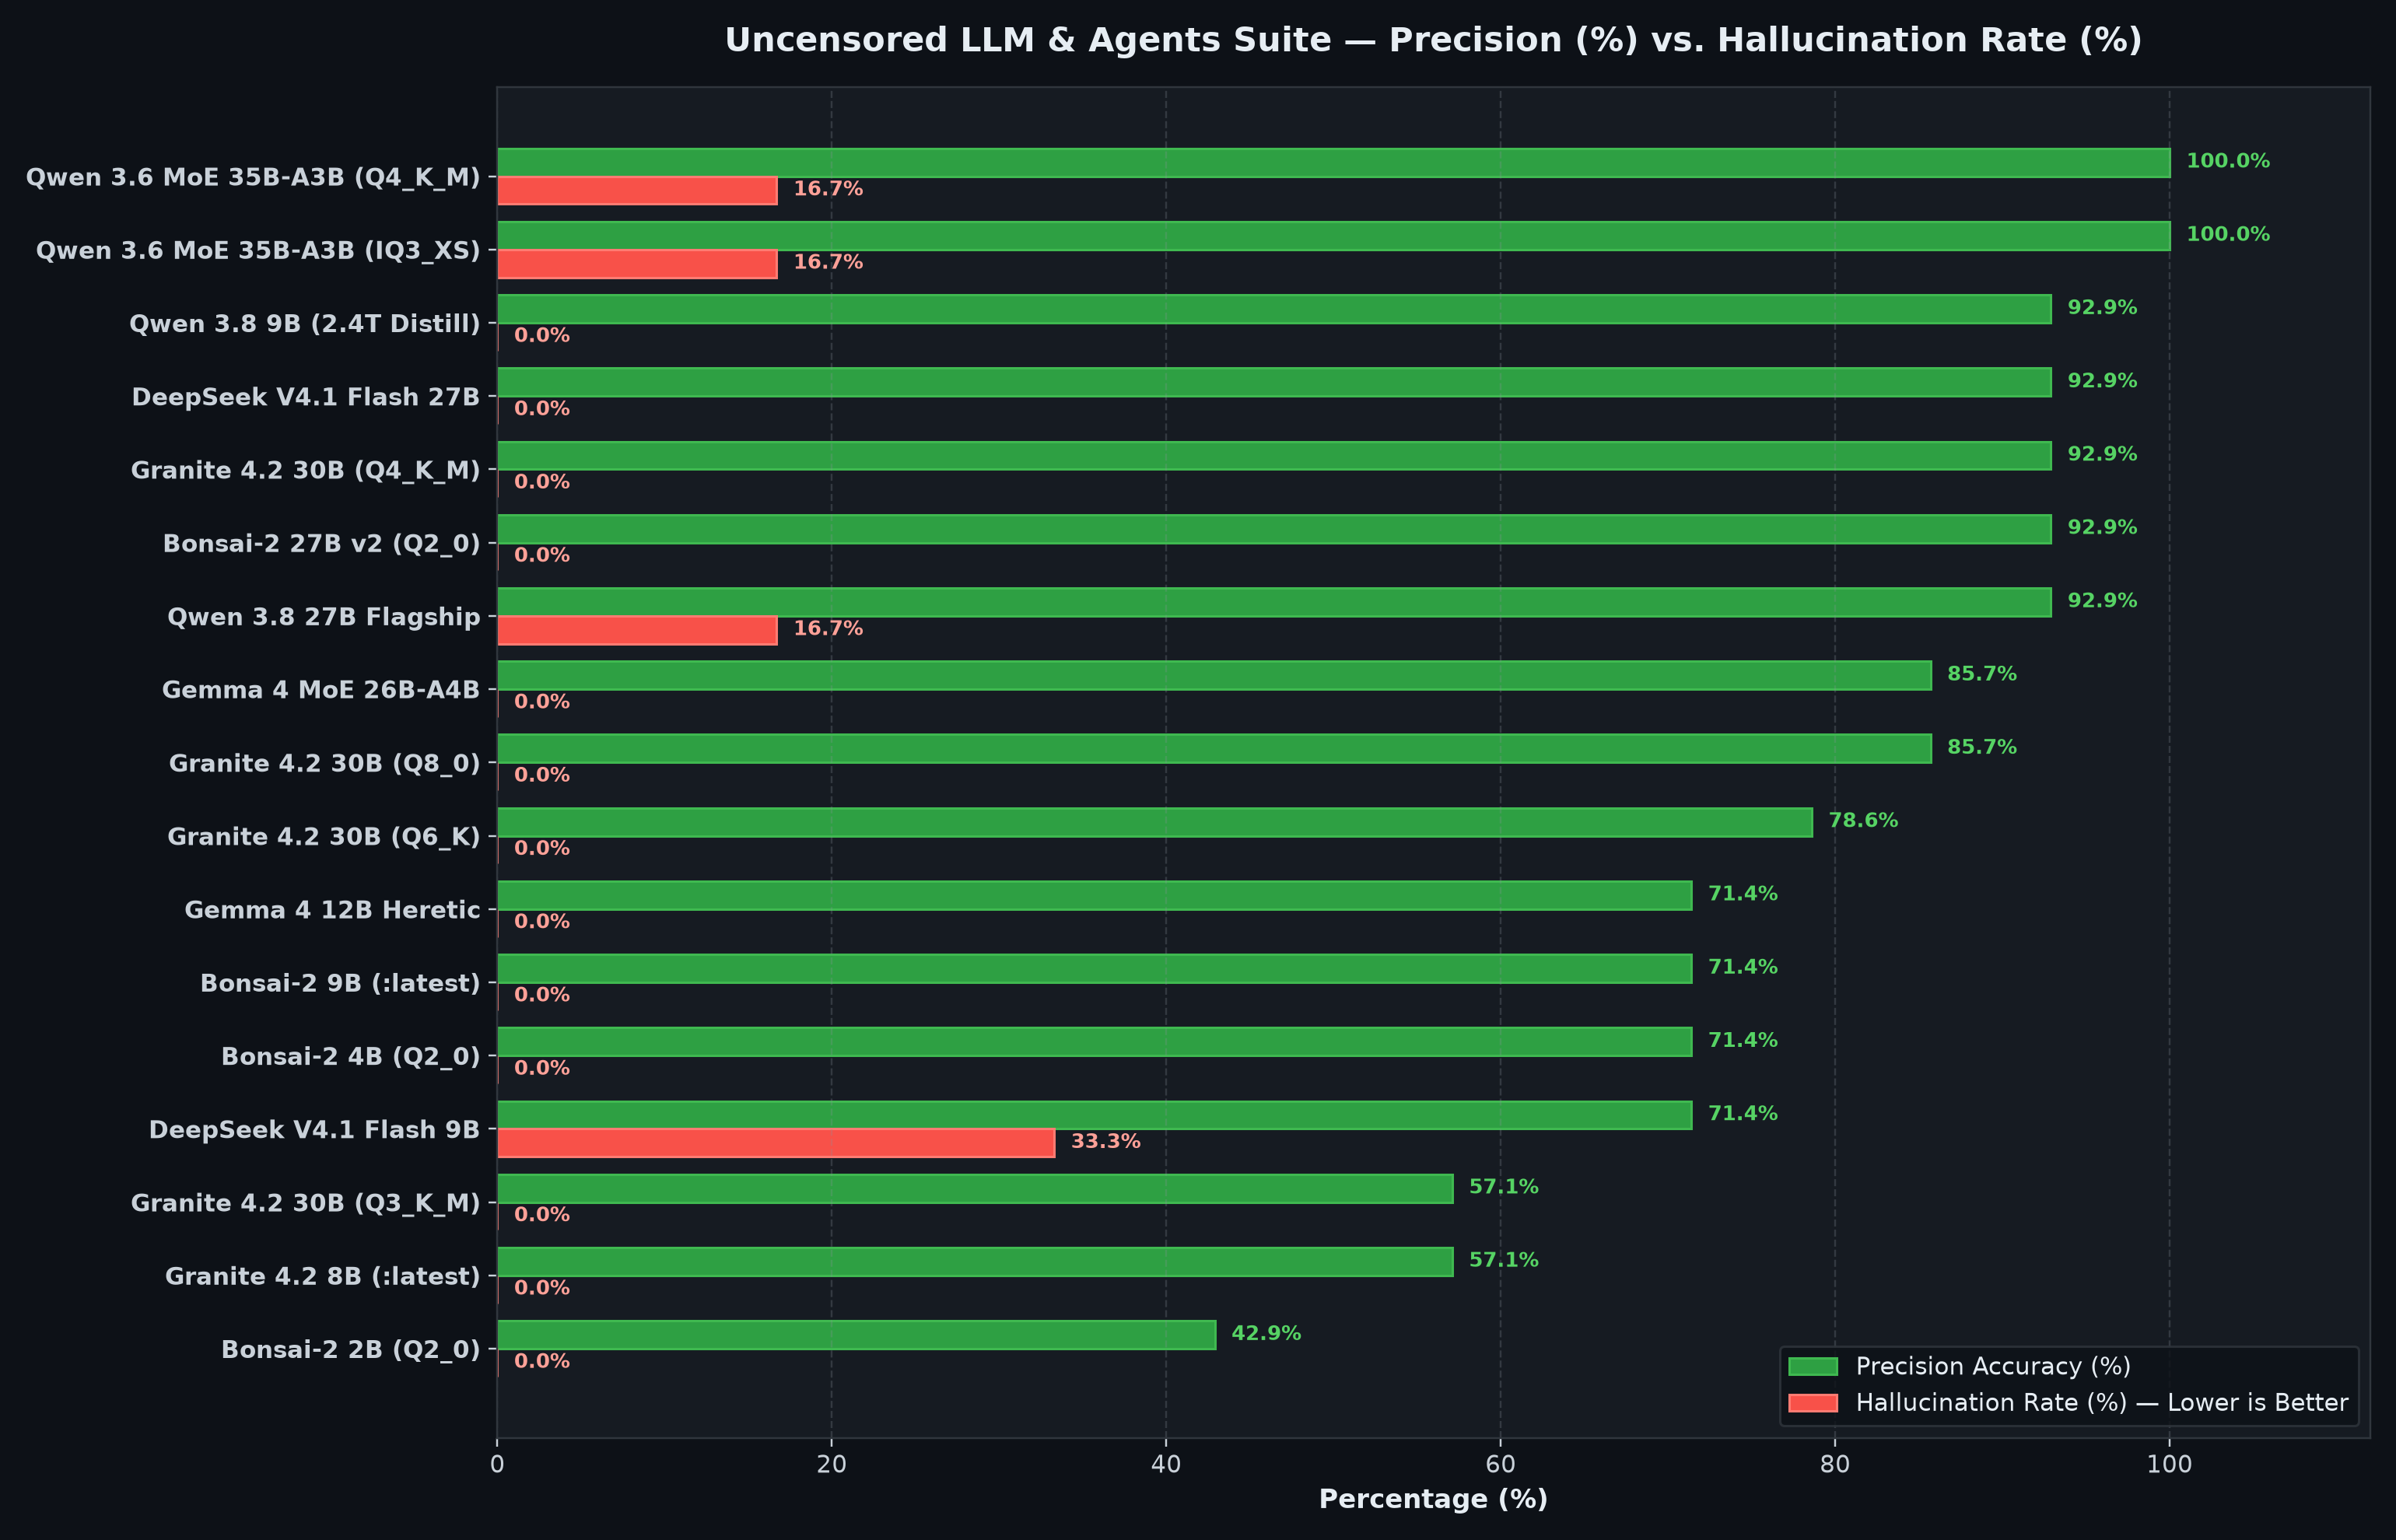 Uncensored LLM & Agents Suite — Precision (%) vs. Hallucination Rate (%)
Qwen 3.6 MoE 35B-A3B (Q4_K_M)
100.0%
16.7%
Qwen 3.6 MoE 35B-A3B (IQ3_XS)
100.0%
16.7%
Qwen 3.8 9B (2.4T Distill)
92.9%
0.0%
DeepSeek V4.1 Flash 27B
92.9%
0.0%
Granite 4.2 30B (Q4_K_M)
92.9%
0.0%
Bonsai-2 27B v2 (Q2_0)
92.9%
0.0%
Qwen 3.8 27B Flagship
92.9%
16.7%
Gemma 4 MoE 26B-A4B
85.7%
0.0%
Granite 4.2 30B (Q8_0)
85.7%
0.0%
Granite 4.2 30B (Q6_K)
78.6%
0.0%
Gemma 4 12B Heretic
71.4%
0.0%
Bonsai-2 9B (:latest)
71.4%
0.0%
Bonsai-2 4B (Q2_0)
71.4%
0.0%
DeepSeek V4.1 Flash 9B
71.4%
33.3%
Granite 4.2 30B (Q3_K_M)
57.1%
0.0%
Granite 4.2 8B (:latest)
57.1%
0.0%
Bonsai-2 2B (Q2_0)
42.9%
0.0%
Precision Accuracy (%)
Hallucination Rate (%) — Lower is Better
0 20 40 60 80 100
Percentage (%)